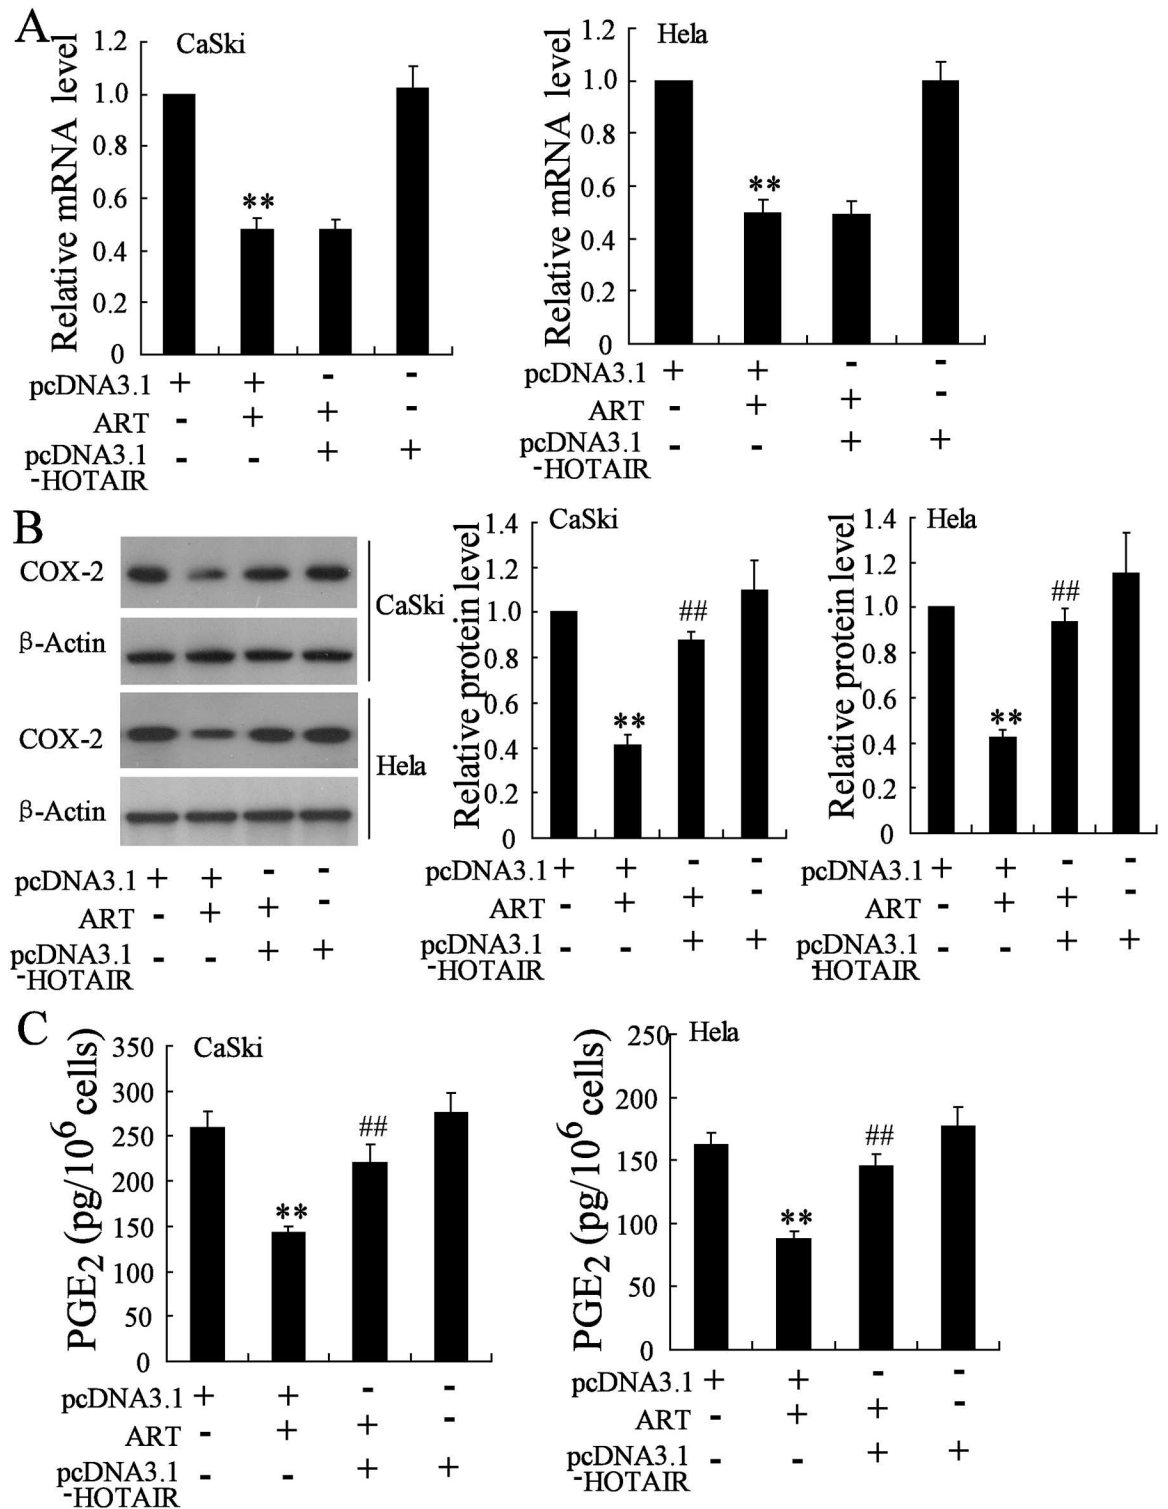 A
CaSki
Relative mRNA level
1.2
1.0
0.8
0.6
0.4
0.2
0
**
pcDNA3.1 + + - -
ART - + + -
pcDNA3.1 - - + +
-HOTAIR
Hela
Relative mRNA level
1.2
1.0
0.8
0.6
0.4
0.2
0
**
pcDNA3.1 + + - -
ART - + + -
pcDNA3.1 - - + +
-HOTAIR
B
COX-2
β-Actin
CaSki
COX-2
β-Actin
Hela
pcDNA3.1 + + - -
ART - + + -
pcDNA3.1 - - + +
-HOTAIR
CaSki
Relative protein level
1.4
1.2
1.0
0.8
0.6
0.4
0.2
0
**
##
pcDNA3.1 + + - -
ART - + + -
pcDNA3.1 - - + +
-HOTAIR
Hela
Relative protein level
1.4
1.2
1.0
0.8
0.6
0.4
0.2
0
**
##
pcDNA3.1 + + - -
ART - + + -
pcDNA3.1 - - + +
-HOTAIR
C
CaSki
PGE2 (pg/10^6 cells)
350
300
250
200
150
100
50
0
**
##
pcDNA3.1 + + - -
ART - + + -
pcDNA3.1 - - + +
-HOTAIR
Hela
PGE2 (pg/10^6 cells)
250
200
150
100
50
0
**
##
pcDNA3.1 + + - -
ART - + + -
pcDNA3.1 - - + +
-HOTAIR